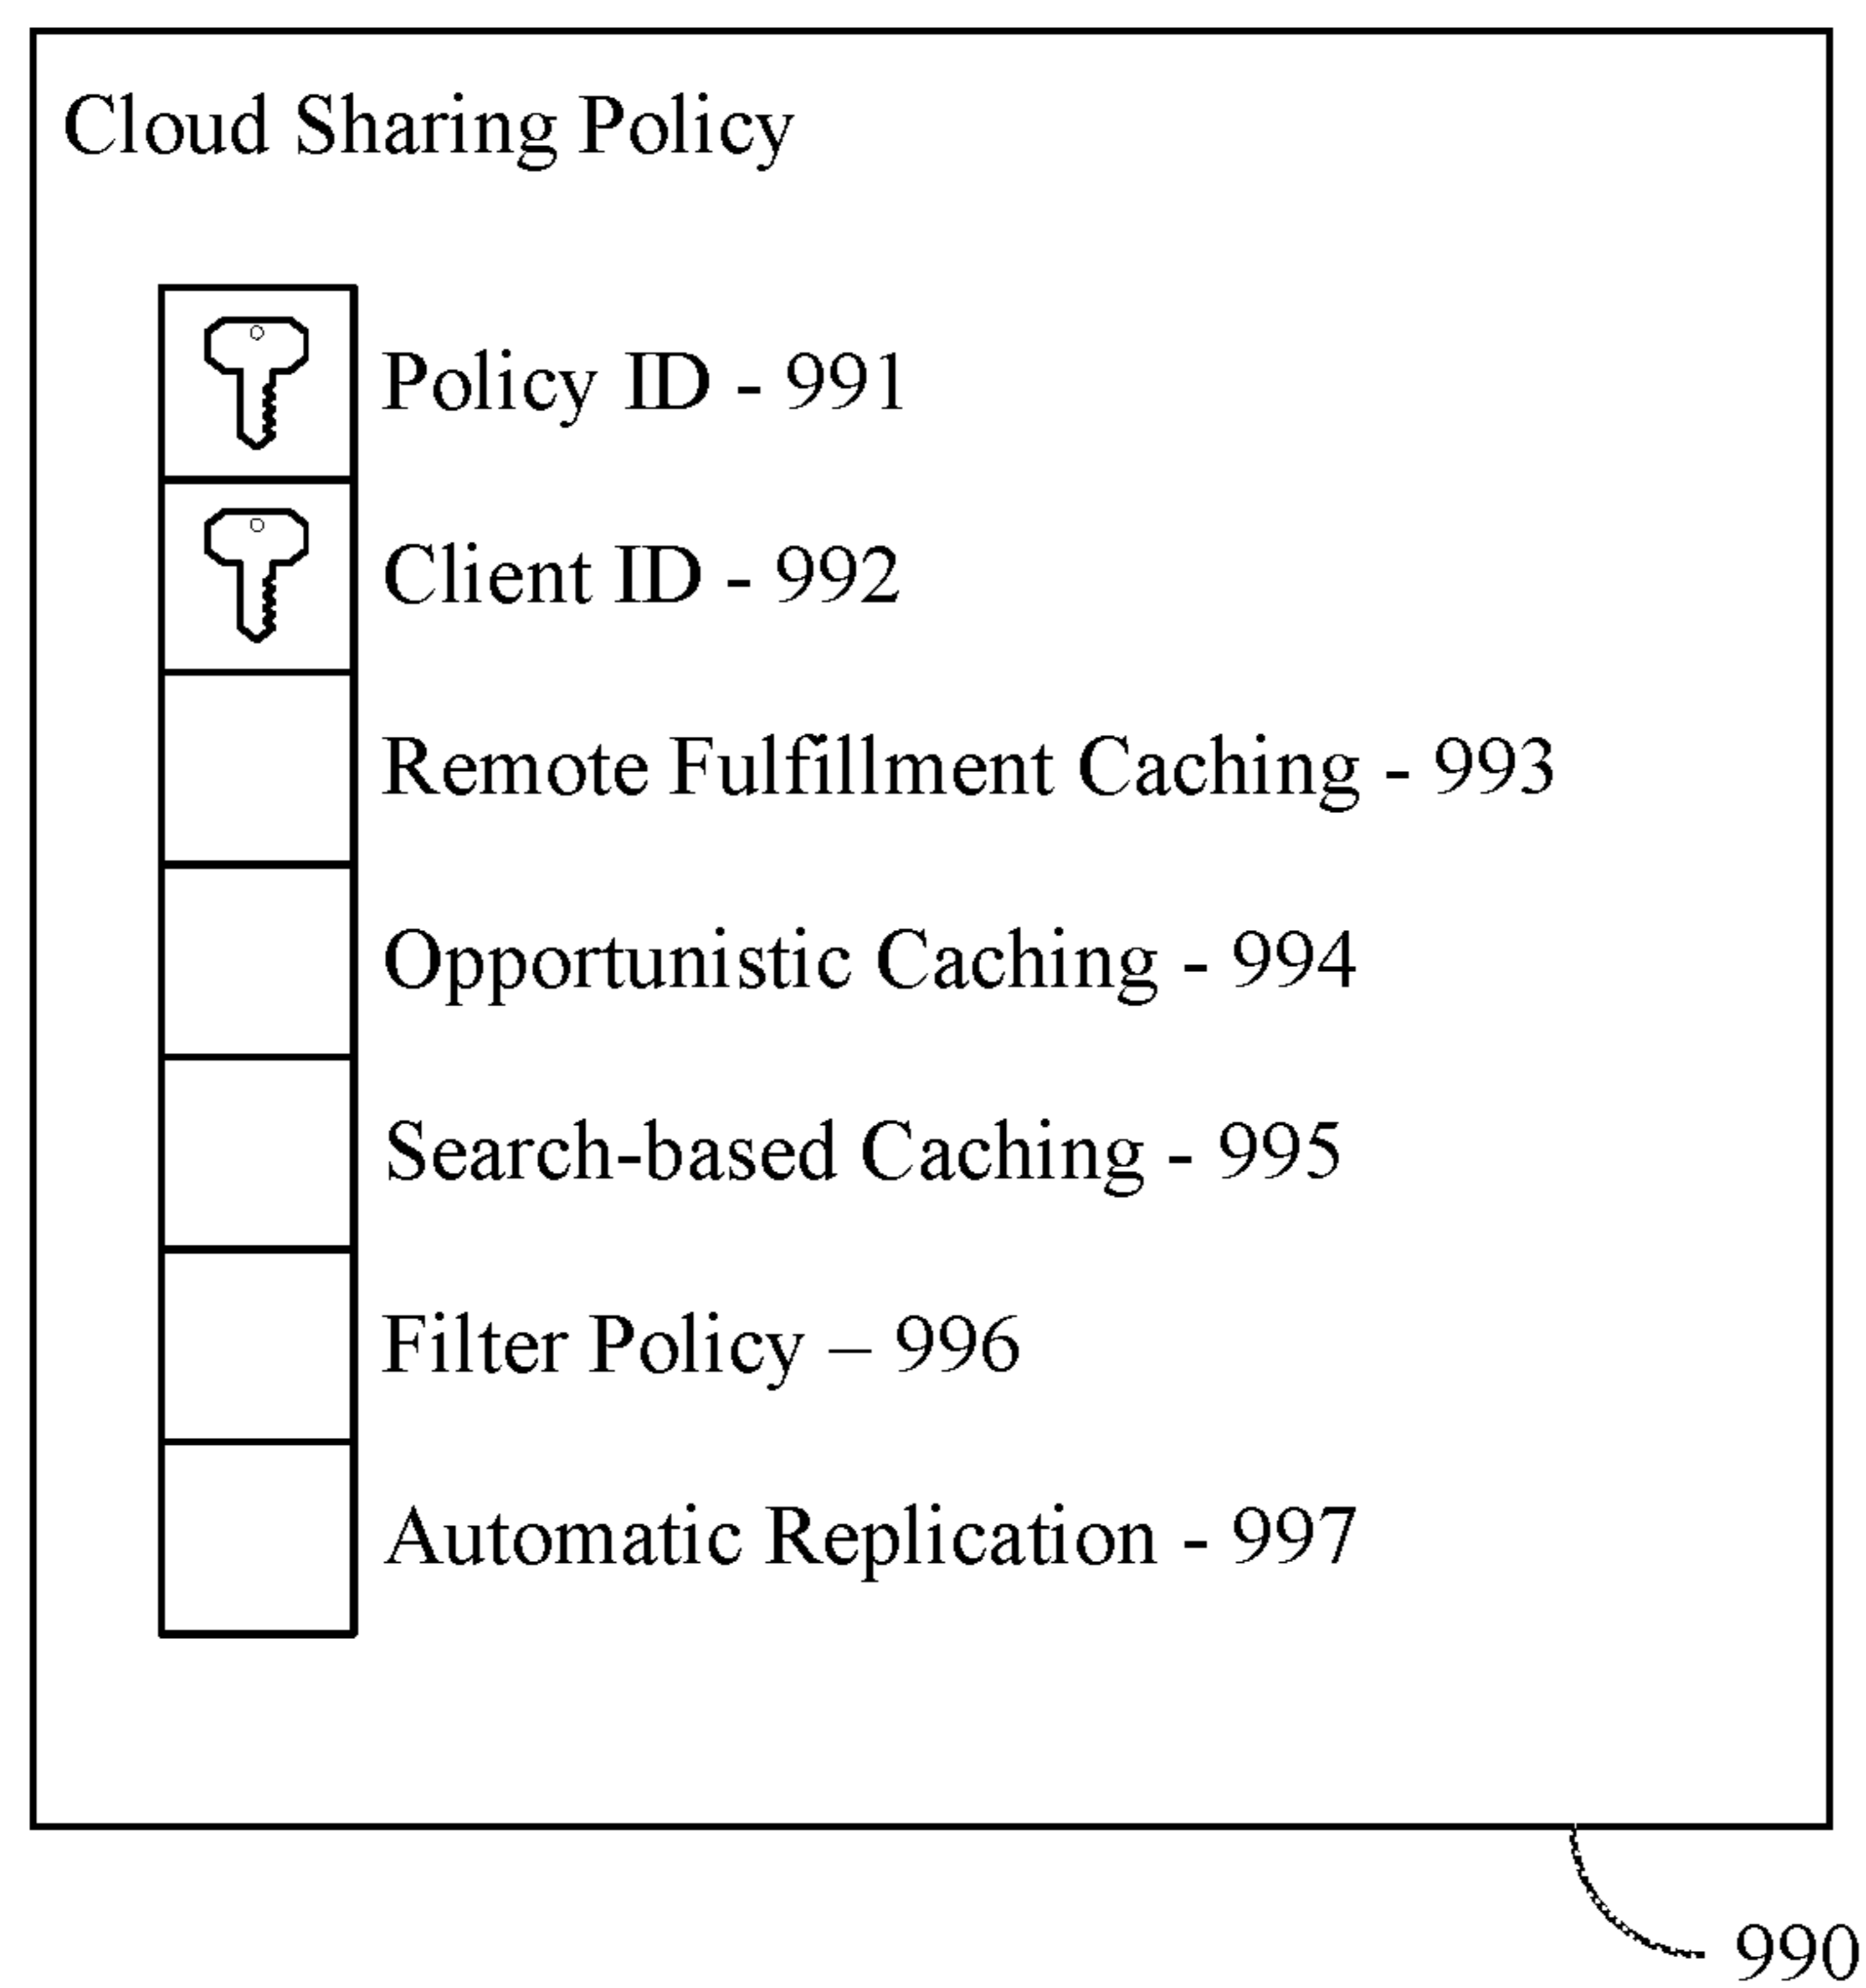 Cloud Sharing Policy
Policy ID - 991
Client ID - 992
Remote Fulfillment Caching - 993
Opportunistic Caching - 994
Search-based Caching - 995
Filter Policy – 996
Automatic Replication - 997
990